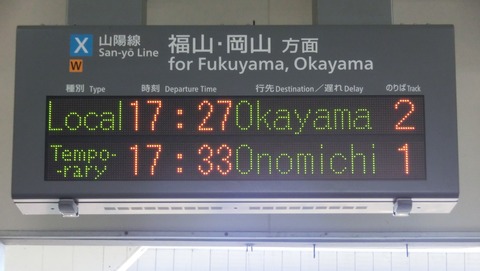 X 山陽線 福山・岡山 方面
W San-yō Line for Fukuyama, Okayama
種別 Type 時刻 Departure Time 行先 Destination/遅れ Delay のりば Track
Local 17:27 Okayama 2
Tempo-
-rary 17:33 Onomichi 1